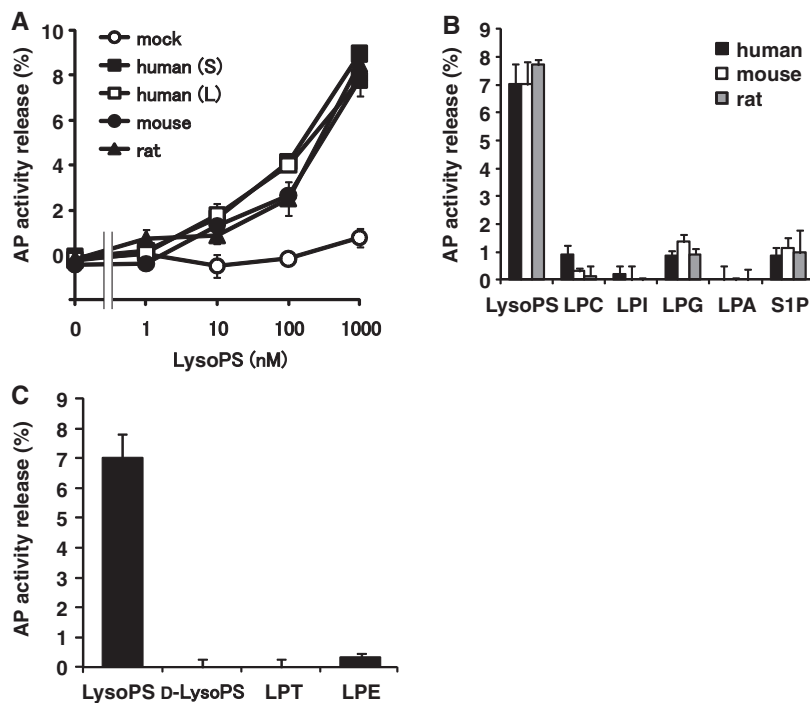 A
AP activity release (%)
10
8
6
4
2
0
mock
human (S)
human (L)
mouse
rat
0 1 10 100 1000
LysoPS (nM)
B
AP activity release (%)
9
8
7
6
5
4
3
2
1
0
human
mouse
rat
LysoPS LPC LPI LPG LPA S1P
C
AP activity release (%)
9
8
7
6
5
4
3
2
1
0
LysoPS D-LysoPS LPT LPE